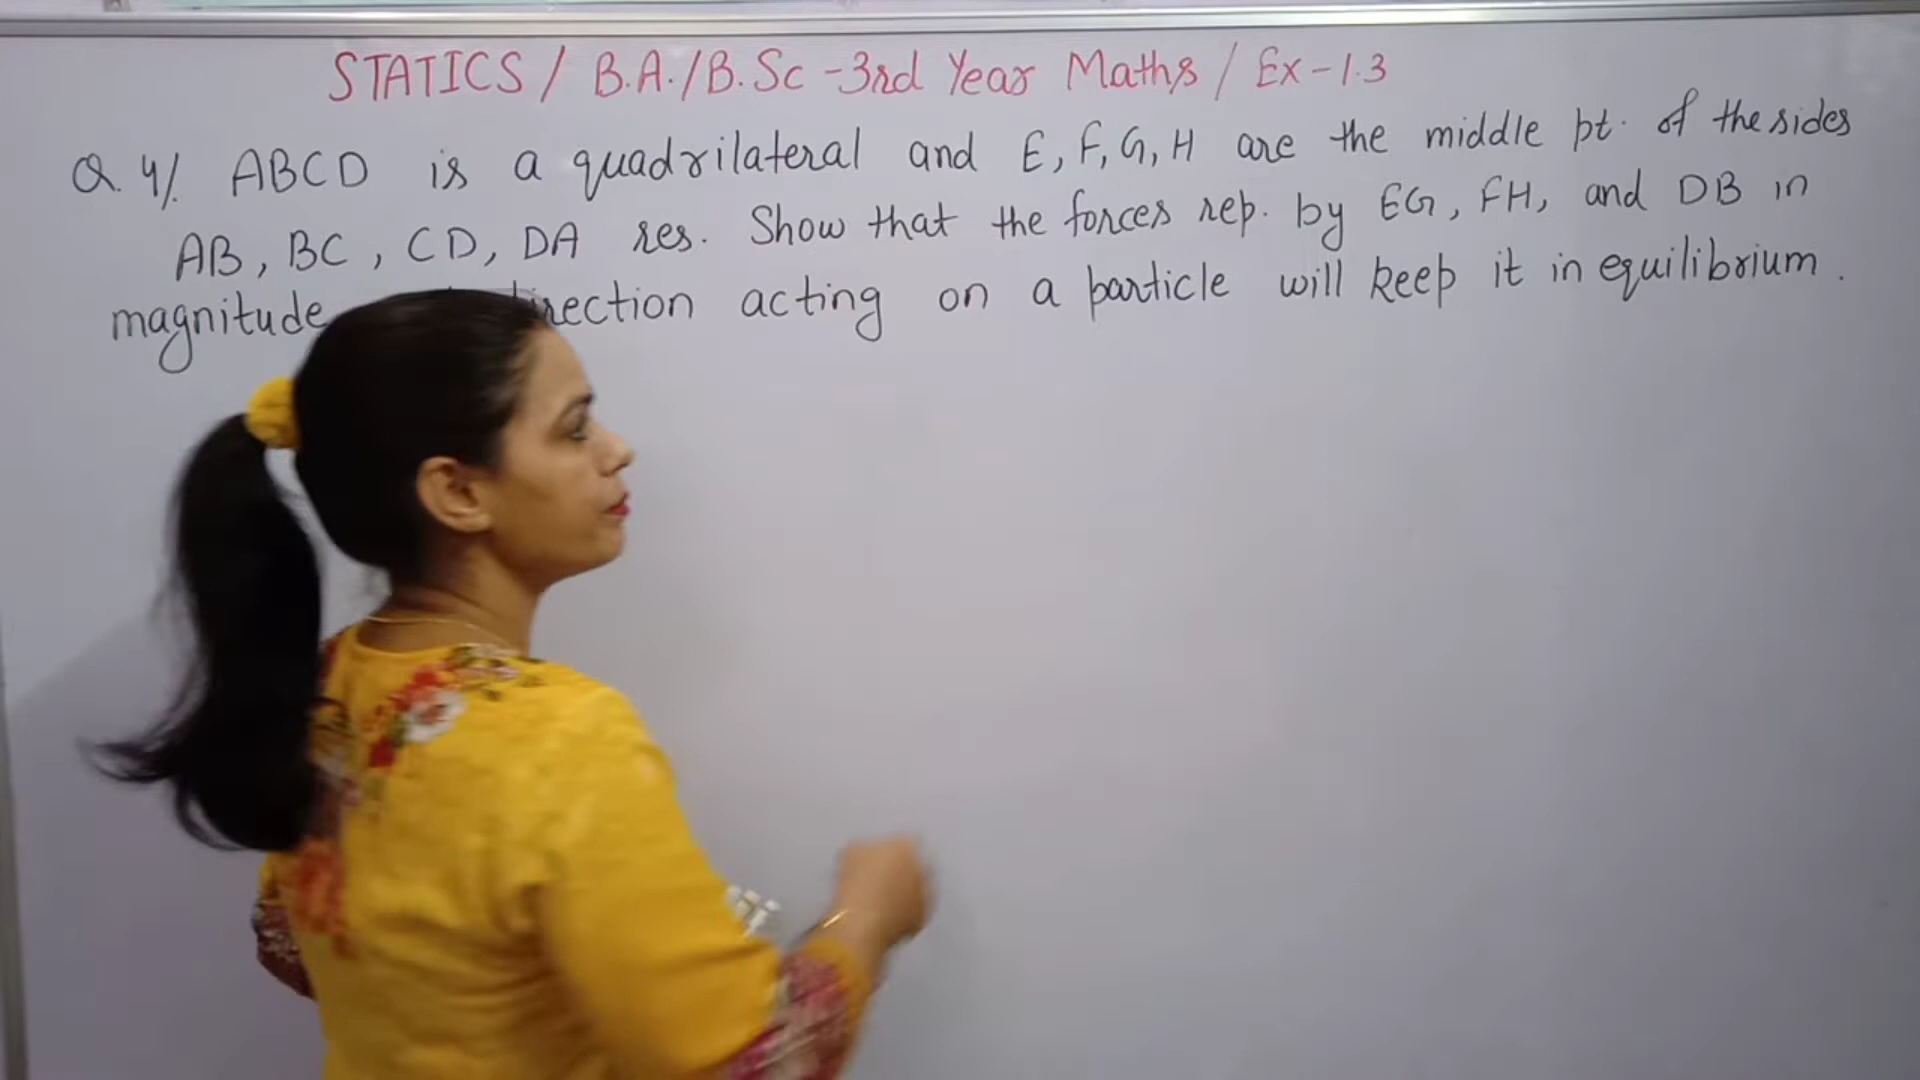 STATICS / B.A./B.Sc - 3rd Year Maths / Ex - 1.3
Q. 4/. ABCD is a quadrilateral and E, F, G, H are the middle pt. of the sides
AB, BC, CD, DA res. Show that the forces rep. by EG, FH, and DB in
magnitude acting on a particle will keep it in equilibrium.